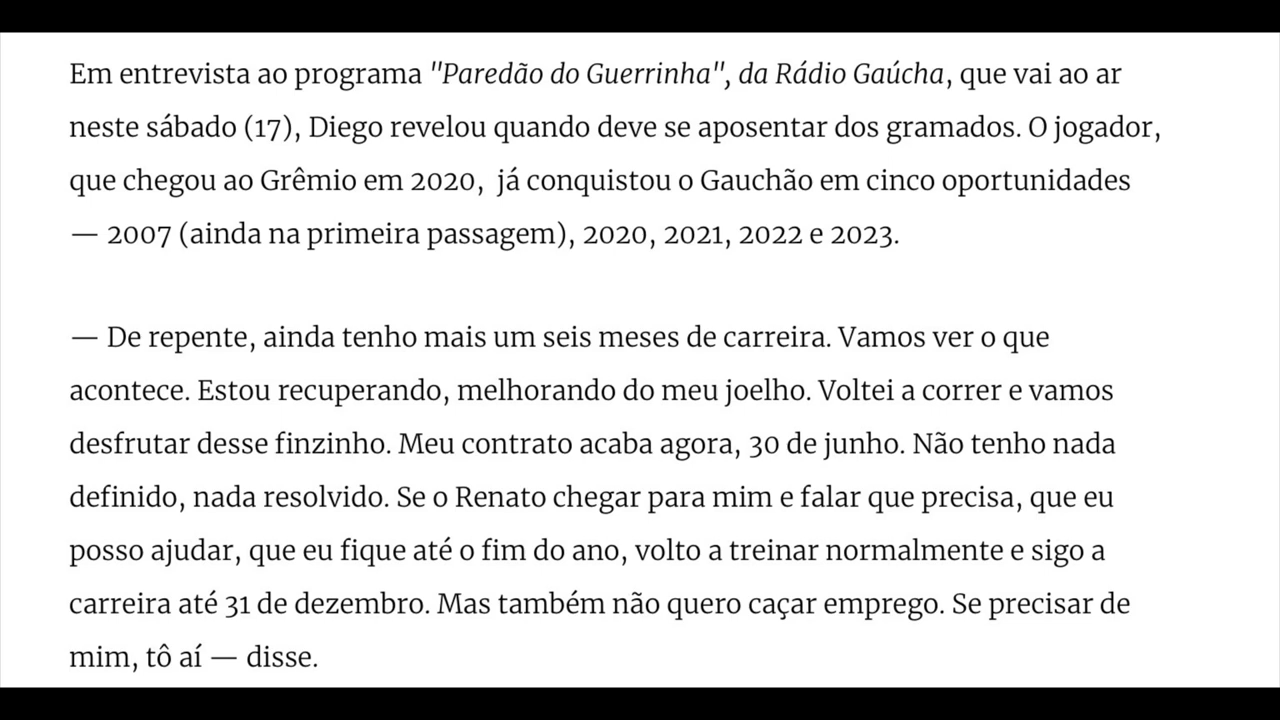 Em entrevista ao programa "Paredão do Guerrinha", da Rádio Gaúcha, que vai ao ar
neste sábado (17), Diego revelou quando deve se aposentar dos gramados. O jogador,
que chegou ao Grêmio em 2020,  já conquistou o Gauchão em cinco oportunidades
— 2007 (ainda na primeira passagem), 2020, 2021, 2022 e 2023.
— De repente, ainda tenho mais um seis meses de carreira. Vamos ver o que
acontece. Estou recuperando, melhorando do meu joelho. Voltei a correr e vamos
desfrutar desse finzinho. Meu contrato acaba agora, 30 de junho. Não tenho nada
definido, nada resolvido. Se o Renato chegar para mim e falar que precisa, que eu
posso ajudar, que eu fique até o fim do ano, volto a treinar normalmente e sigo a
carreira até 31 de dezembro. Mas também não quero caçar emprego. Se precisar de
mim, tô aí — disse.